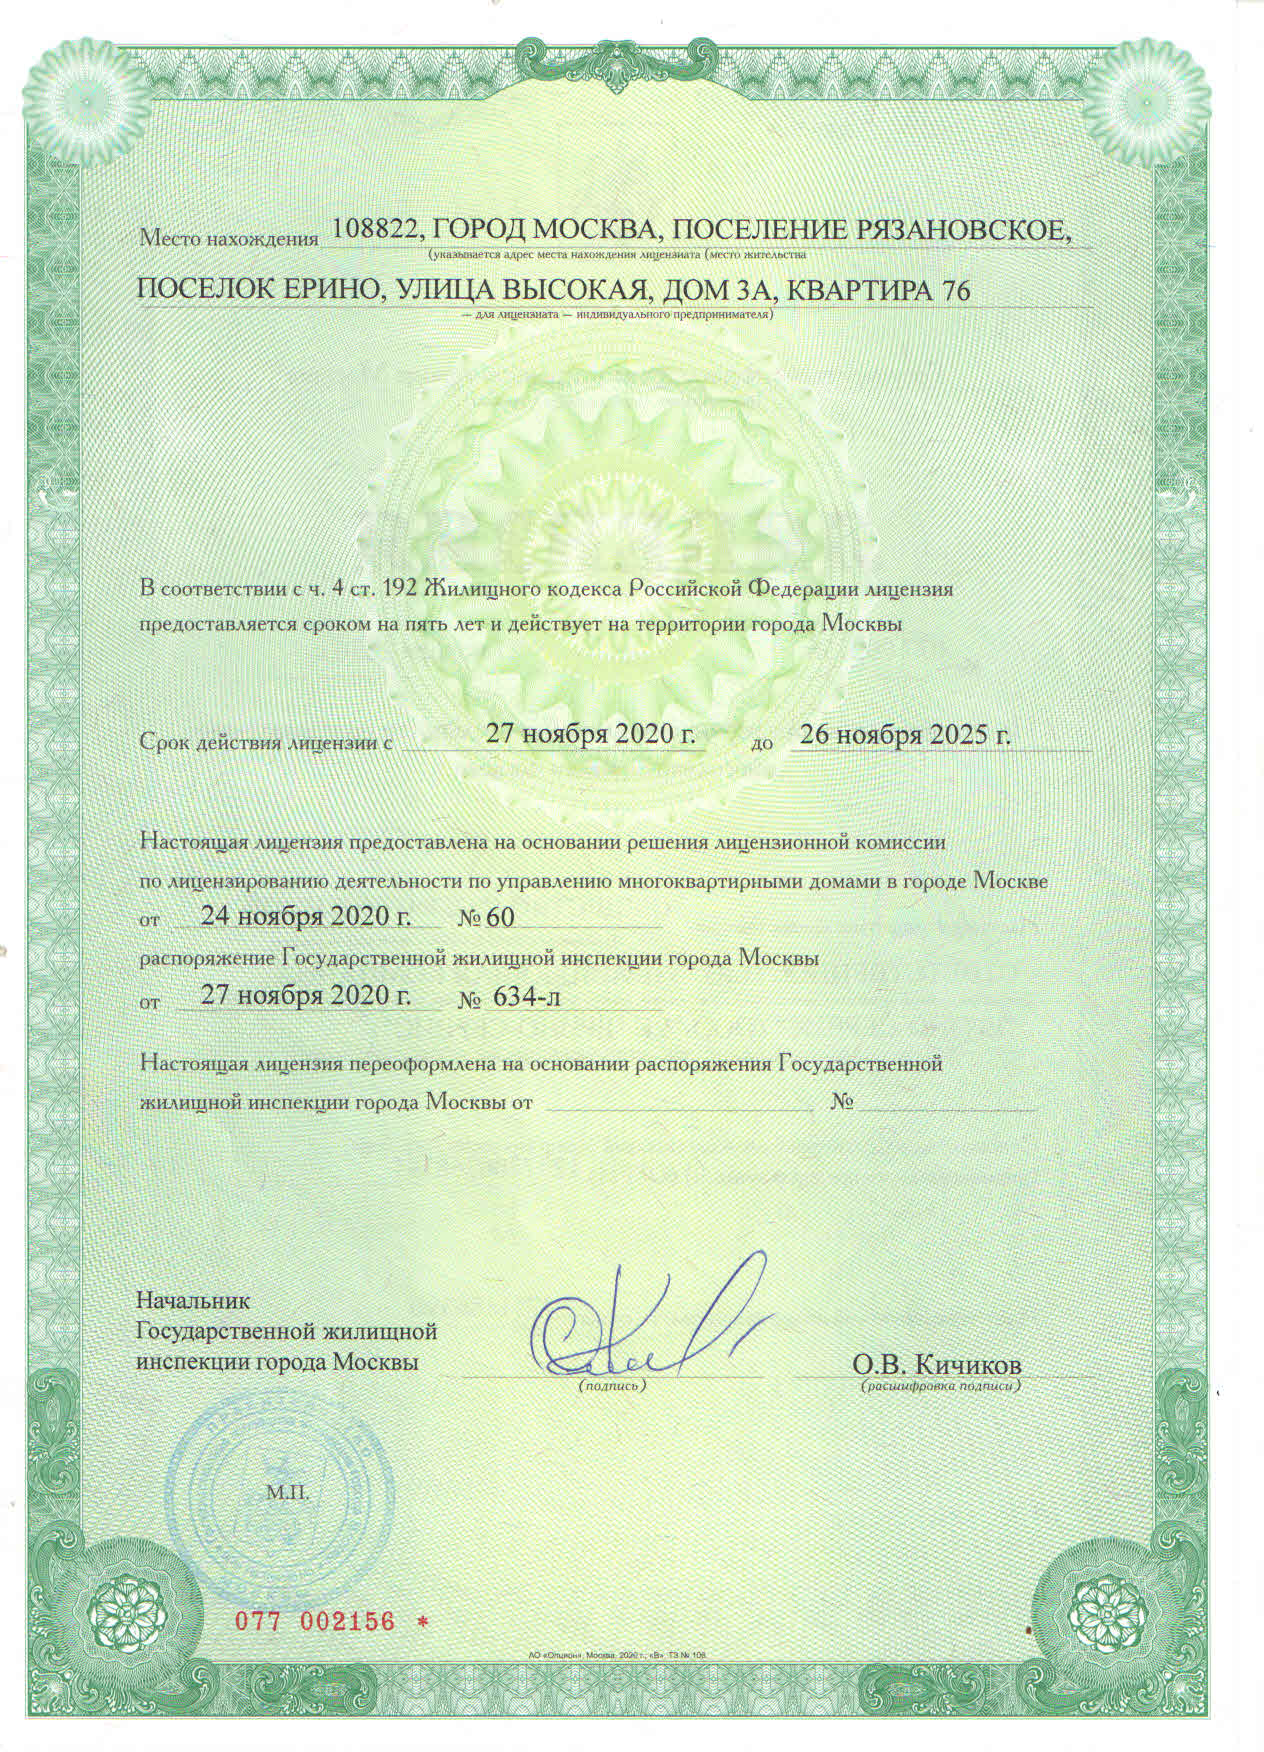 Место нахождения 108822, ГОРОД МОСКВА, ПОСЕЛЕНИЕ РЯЗАНОВСКОЕ,
(указывается адрес места нахождения лицензиата (место жительства
ПОСЕЛОК ЕРИНО, УЛИЦА ВЫСОКАЯ, ДОМ 3А, КВАРТИРА 76
— для лицензиата — индивидуального предпринимателя)
В соответствии с ч. 4 ст. 192 Жилищного кодекса Российской Федерации лицензия
предоставляется сроком на пять лет и действует на территории города Москвы
Срок действия лицензии с 27 ноября 2020 г. до 26 ноября 2025 г.
Настоящая лицензия предоставлена на основании решения лицензионной комиссии
по лицензированию деятельности по управлению многоквартирными домами в городе Москве
от 24 ноября 2020 г. № 60
распоряжение Государственной жилищной инспекции города Москвы
от 27 ноября 2020 г. № 634-л
Настоящая лицензия переоформлена на основании распоряжения Государственной
жилищной инспекции города Москвы от №
Начальник
Государственной жилищной
инспекции города Москвы
О.В. Кичиков
(подпись) (расшифровка подписи)
М.П.
077 002156 *
АО «Опцион», Москва, 2020 г., «В». ТЗ № 106.